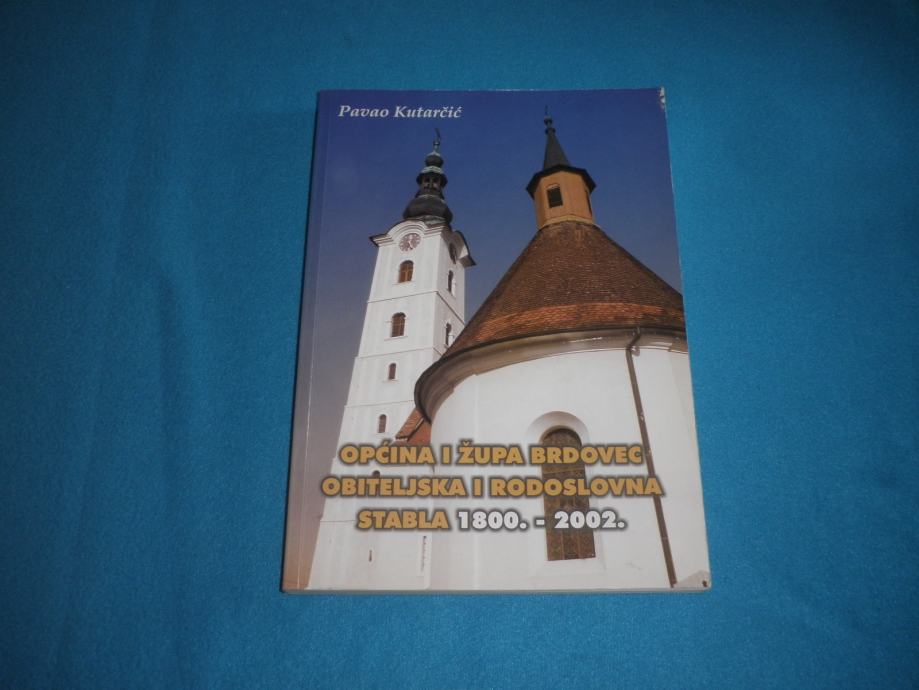 Pavao Kutarčić
OPĆINA I ŽUPA BRDOVEC
OBITELJSKA I RODOSLOVNA
STABLA 1800. - 2002.